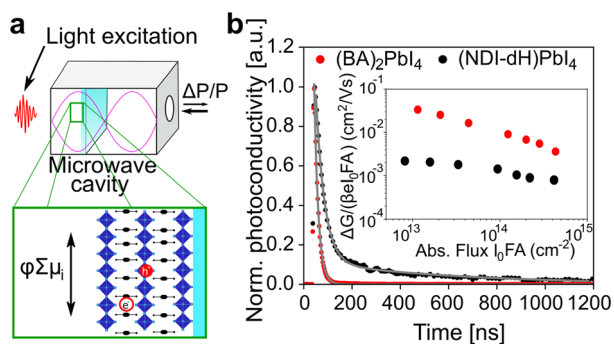 a
Light excitation
ΔP/P
Microwave
cavity
φΣμᵢ
h
e
b
Norm. photoconductivity [a.u.]
1.2
1.0
0.8
0.6
0.4
0.2
0.0
0 200 400 600 800 1000 1200
Time [ns]
(BA)₂PbI₄
(NDI-dH)PbI₄
ΔG/(βeI₀FA) (cm²/Vs)
10⁻¹
10⁻²
10⁻³
10⁻⁴
10¹³ 10¹⁴ 10¹⁵
Abs. Flux I₀FA (cm⁻²)